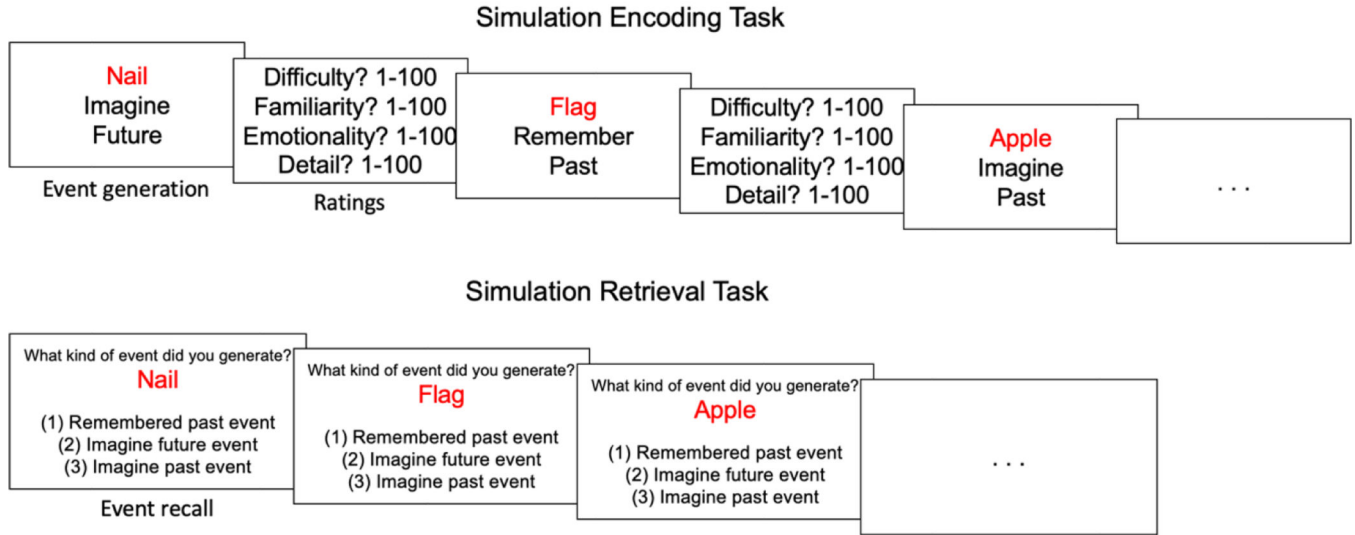 Simulation Encoding Task
Nail
Imagine
Future
Event generation
Difficulty? 1-100
Familiarity? 1-100
Emotionality? 1-100
Detail? 1-100
Ratings
Flag
Remember
Past
Difficulty? 1-100
Familiarity? 1-100
Emotionality? 1-100
Detail? 1-100
Apple
Imagine
Past
. . .
Simulation Retrieval Task
What kind of event did you generate?
Nail
(1) Remembered past event
(2) Imagine future event
(3) Imagine past event
Event recall
What kind of event did you generate?
Flag
(1) Remembered past event
(2) Imagine future event
(3) Imagine past event
What kind of event did you generate?
Apple
(1) Remembered past event
(2) Imagine future event
(3) Imagine past event
. . .